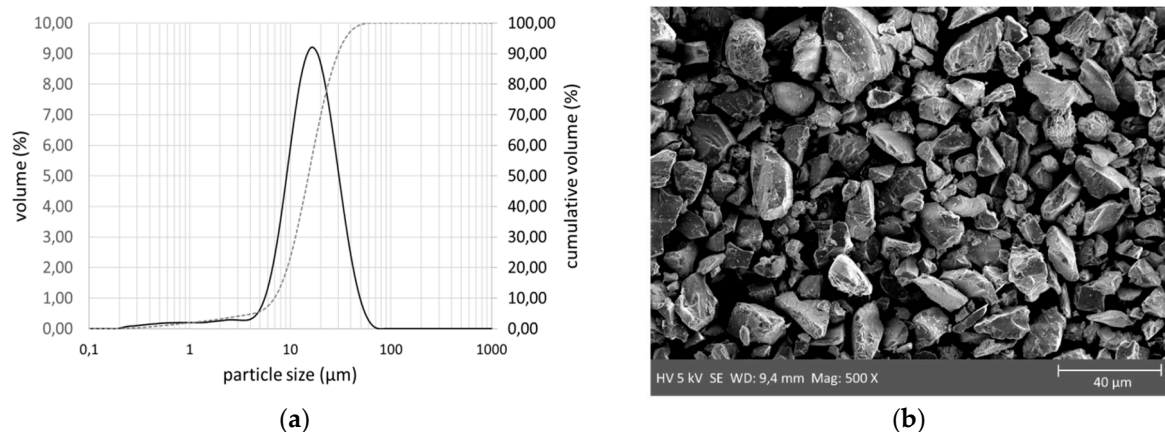 10,00
9,00
8,00
7,00
6,00
5,00
4,00
3,00
2,00
1,00
0,00
volume (%)
100,00
90,00
80,00
70,00
60,00
50,00
40,00
30,00
20,00
10,00
0,00
cumulative volume (%)
0,1 1 10 100 1000
particle size (µm)
(a)
HV 5 kV SE WD: 9,4 mm Mag: 500 X
40 µm
(b)